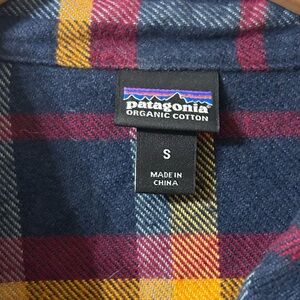 patagonia
ORGANIC COTTON
S
MADE IN
CHINA